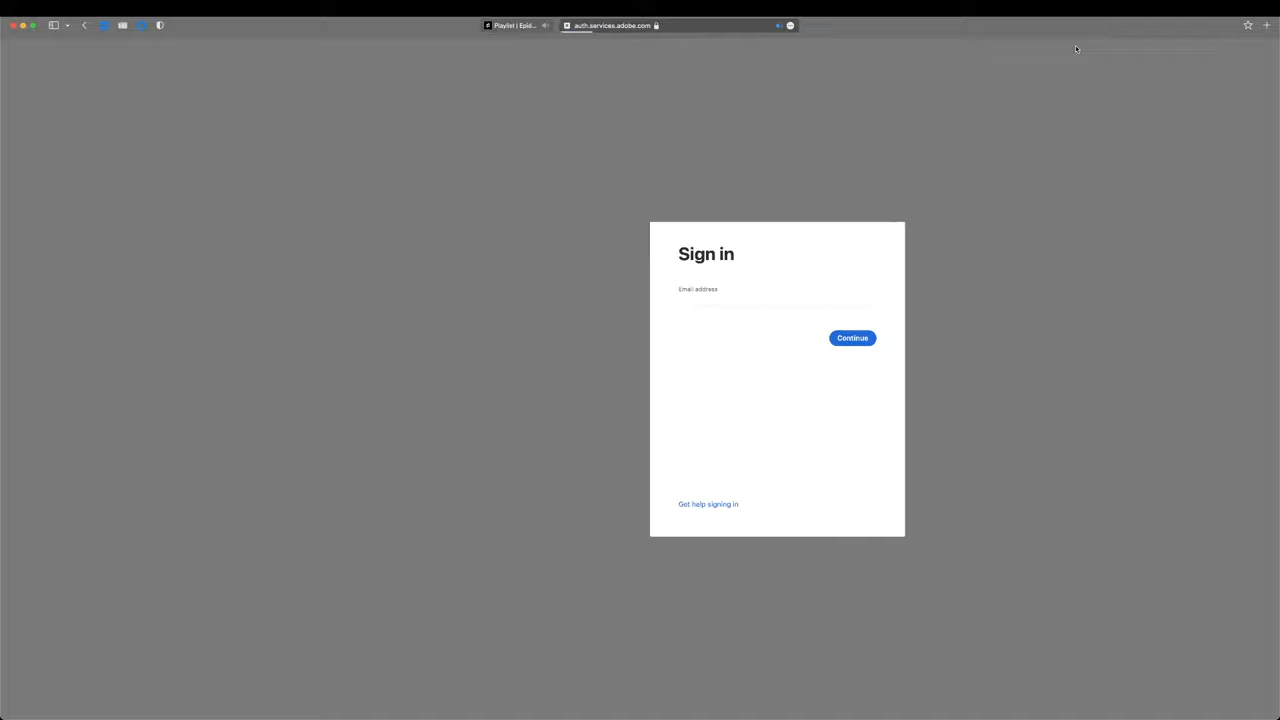 Playlist | Epid...
auth.services.adobe.com
Sign in
Email address
Continue
Get help signing in